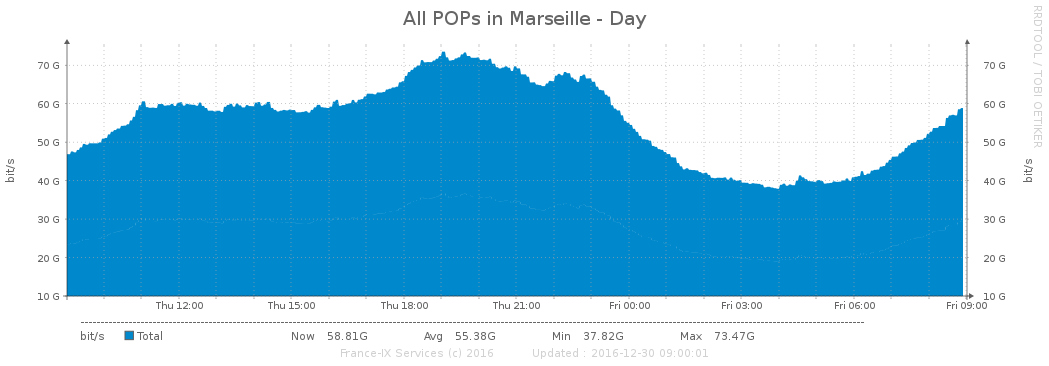 All POPs in Marseille - Day
RRDTOOL / TOBI OETIKER
bit/s
70 G
60 G
50 G
40 G
30 G
20 G
10 G
70 G
60 G
50 G
40 G
30 G
20 G
10 G
bit/s
Thu 12:00 Thu 15:00 Thu 18:00 Thu 21:00 Fri 00:00 Fri 03:00 Fri 06:00 Fri 09:00
bit/s Total Now 58.81G Avg 55.38G Min 37.82G Max 73.47G
France-IX Services (c) 2016 Updated : 2016-12-30 09:00:01